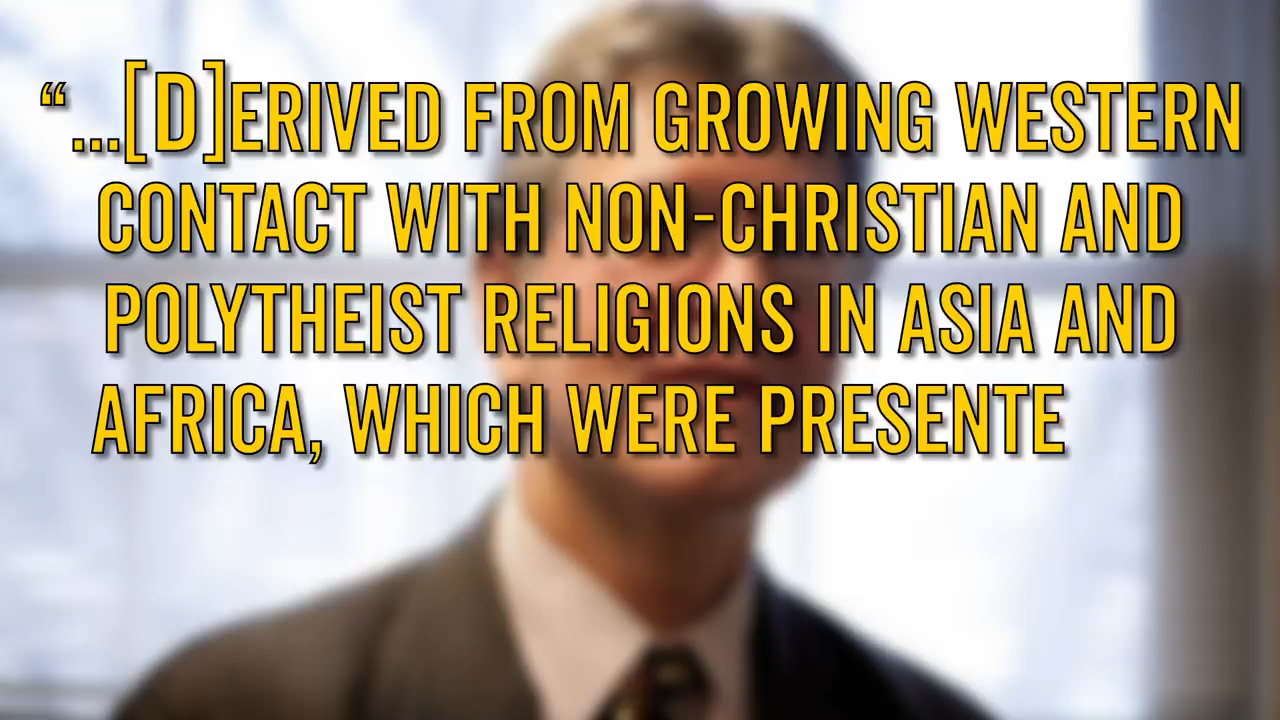 “...[D]ERIVED FROM GROWING WESTERN
CONTACT WITH NON-CHRISTIAN AND
POLYTHEIST RELIGIONS IN ASIA AND
AFRICA, WHICH WERE PRESENTE